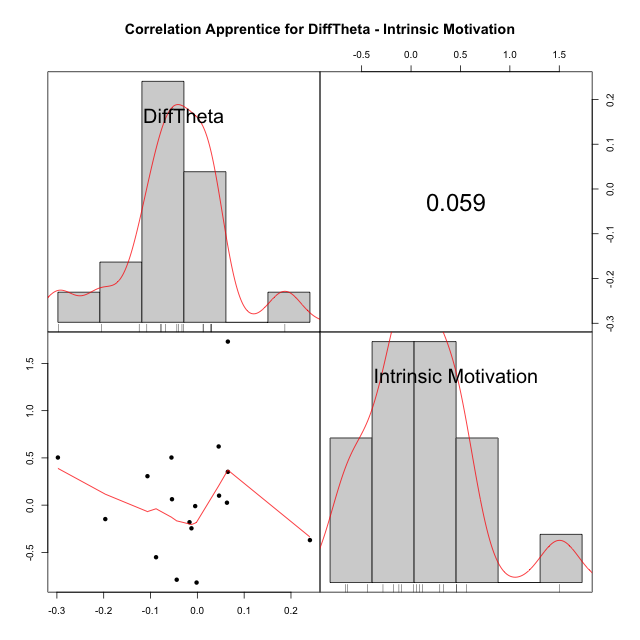 Correlation Apprentice for DiffTheta - Intrinsic Motivation
-0.5 0.0 0.5 1.0 1.5
DiffTheta
0.059
0.2
0.1
0.0
-0.1
-0.2
-0.3
Intrinsic Motivation
1.5
1.0
0.5
0.0
-0.5
-0.3 -0.2 -0.1 0.0 0.1 0.2